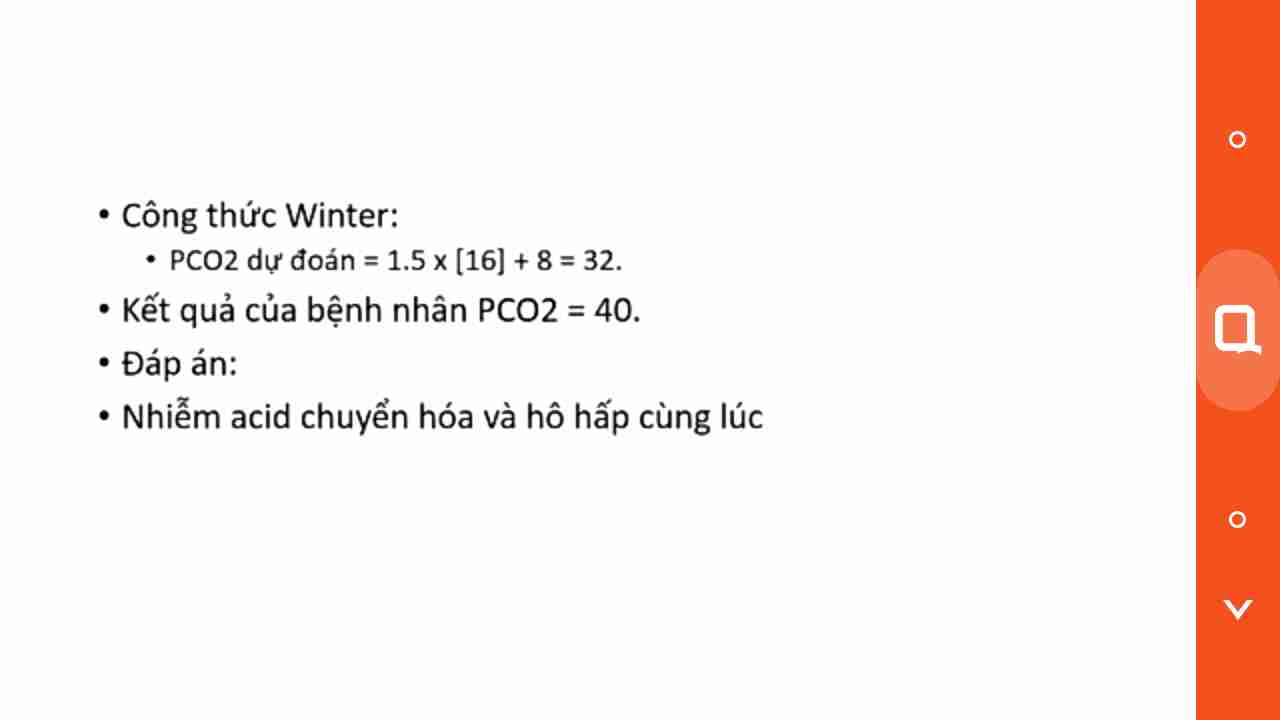 • Công thức Winter:
• PCO2 dự đoán = 1.5 x [16] + 8 = 32.
• Kết quả của bệnh nhân PCO2 = 40.
• Đáp án:
• Nhiễm acid chuyển hóa và hô hấp cùng lúc